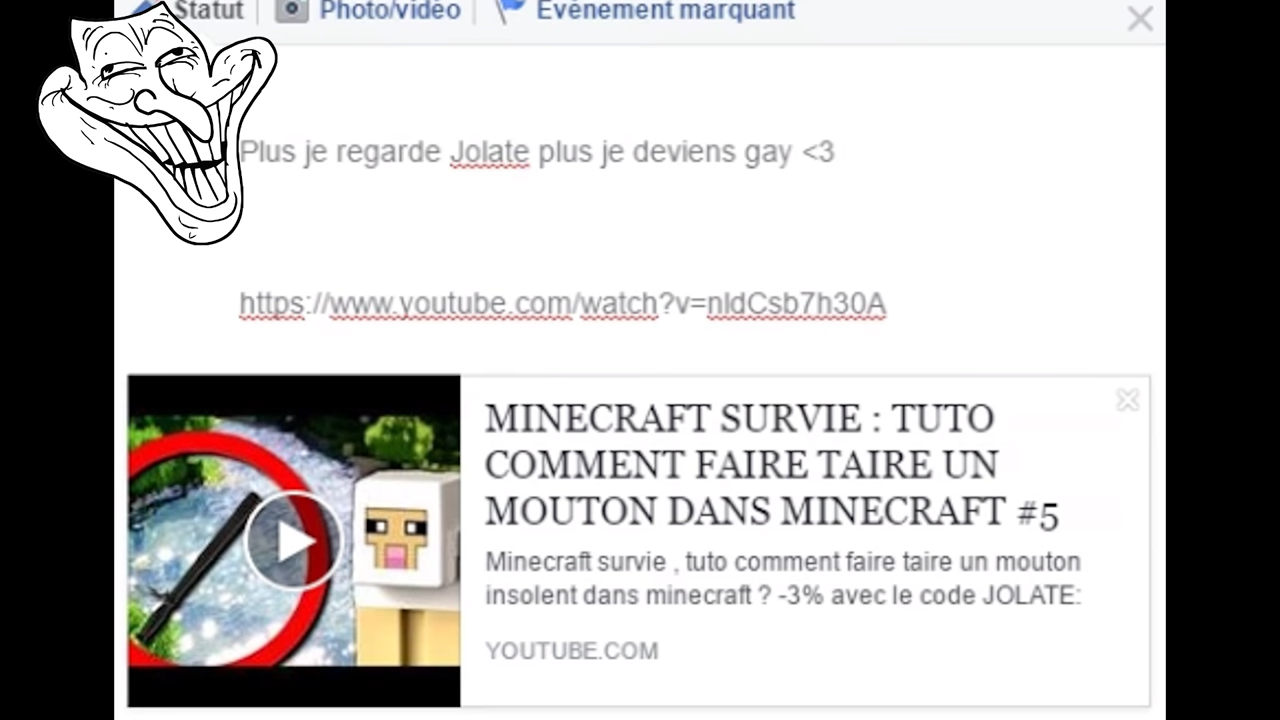 Statut Photo/vidéo Évènement marquant
Plus je regarde Jolate plus je deviens gay <3
https://www.youtube.com/watch?v=nldCsb7h30A
MINECRAFT SURVIE : TUTO
COMMENT FAIRE TAIRE UN
MOUTON DANS MINECRAFT #5
Minecraft survie , tuto comment faire taire un mouton
insolent dans minecraft ? -3% avec le code JOLATE:
YOUTUBE.COM